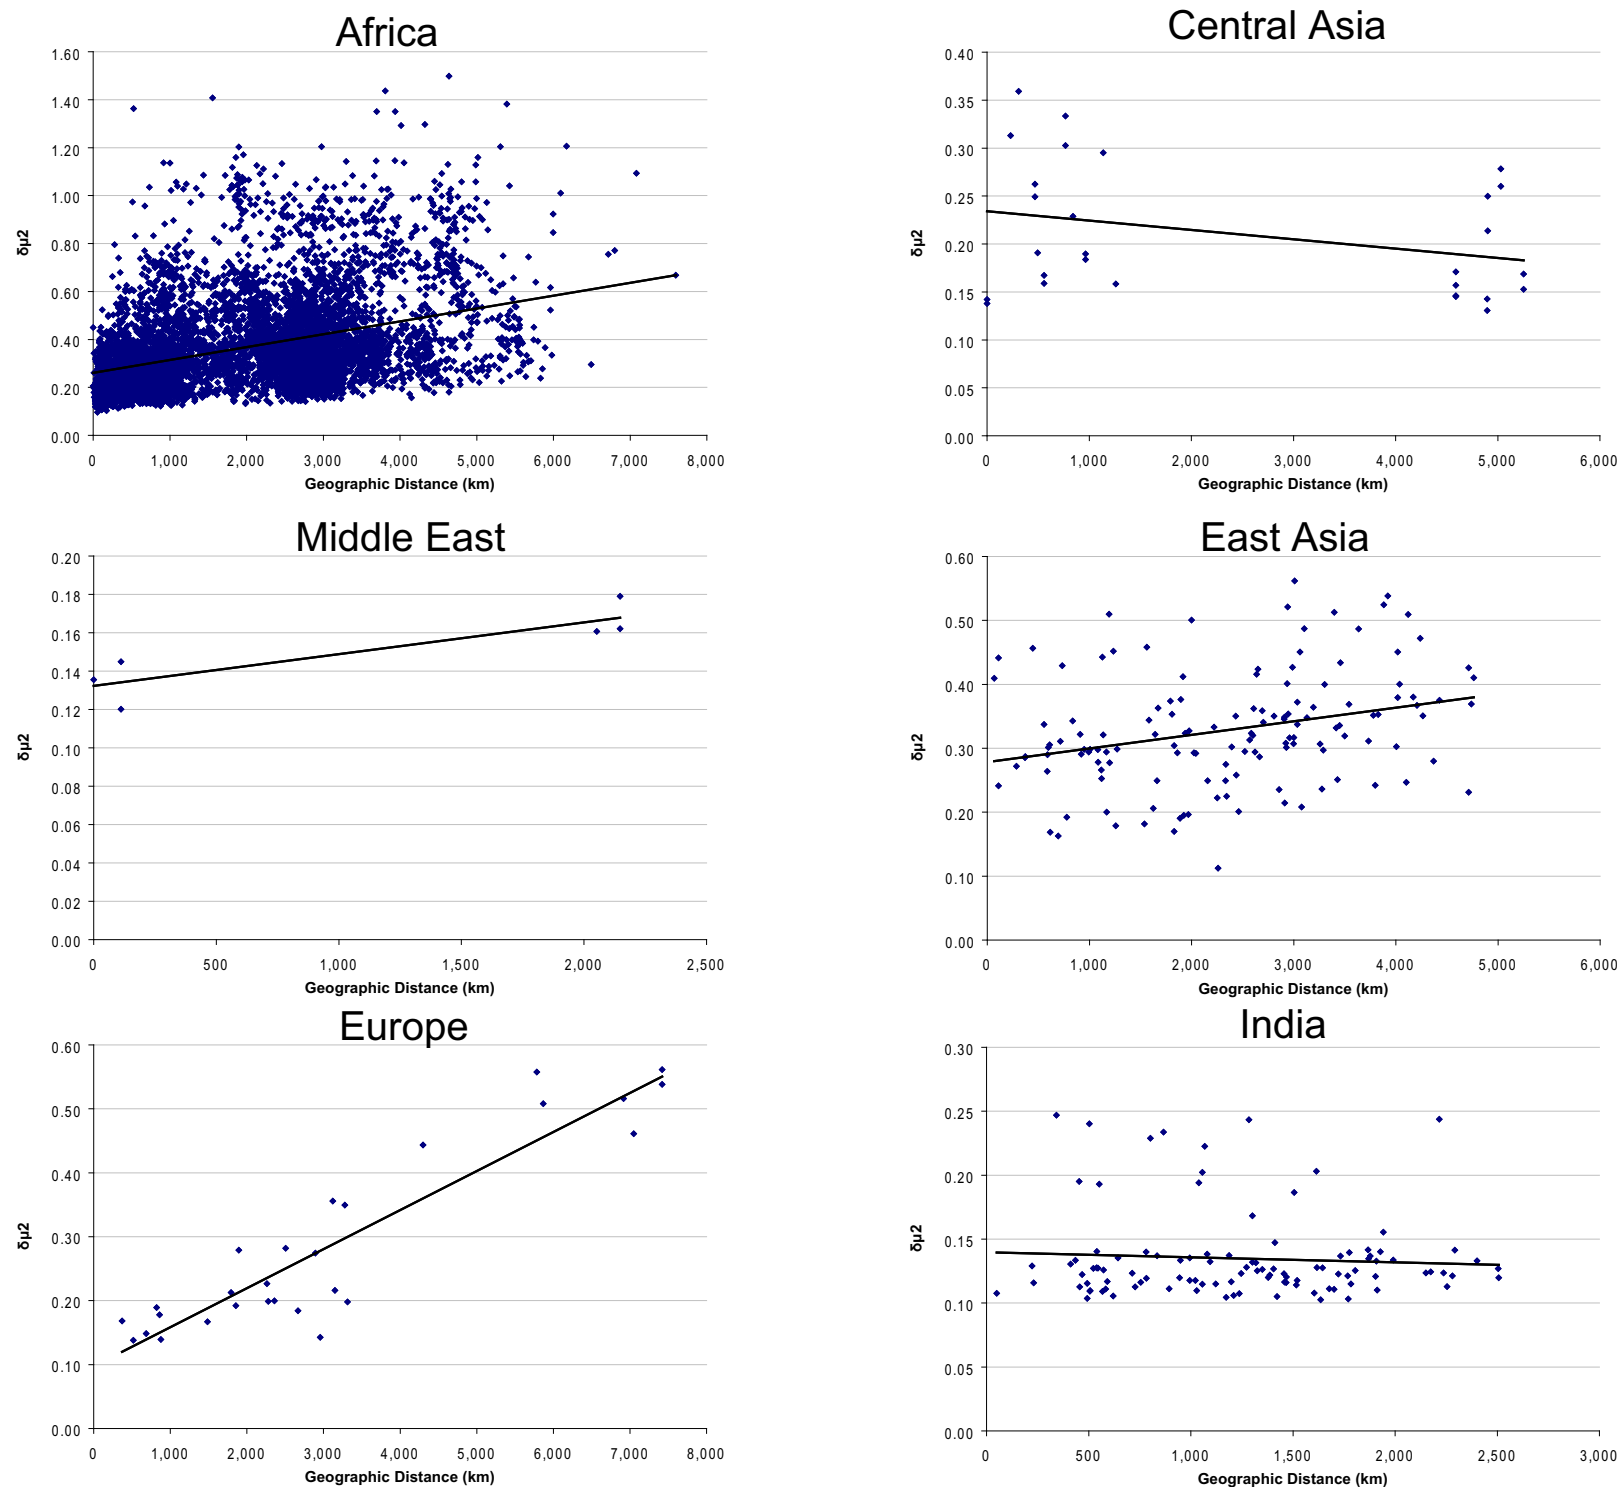 Africa
1.60
1.40
1.20
1.00
0.80
0.60
0.40
0.20
0.00
δμ2
0 1,000 2,000 3,000 4,000 5,000 6,000 7,000 8,000
Geographic Distance (km)
Central Asia
0.40
0.35
0.30
0.25
0.20
0.15
0.10
0.05
0.00
δμ2
0 1,000 2,000 3,000 4,000 5,000 6,000
Geographic Distance (km)
Middle East
0.20
0.18
0.16
0.14
0.12
0.10
0.08
0.06
0.04
0.02
0.00
δμ2
0 500 1,000 1,500 2,000 2,500
Geographic Distance (km)
East Asia
0.60
0.50
0.40
0.30
0.20
0.10
0.00
δμ2
0 1,000 2,000 3,000 4,000 5,000 6,000
Geographic Distance (km)
Europe
0.60
0.50
0.40
0.30
0.20
0.10
0.00
δμ2
0 1,000 2,000 3,000 4,000 5,000 6,000 7,000 8,000
Geographic Distance (km)
India
0.30
0.25
0.20
0.15
0.10
0.05
0.00
δμ2
0 500 1,000 1,500 2,000 2,500 3,000
Geographic Distance (km)